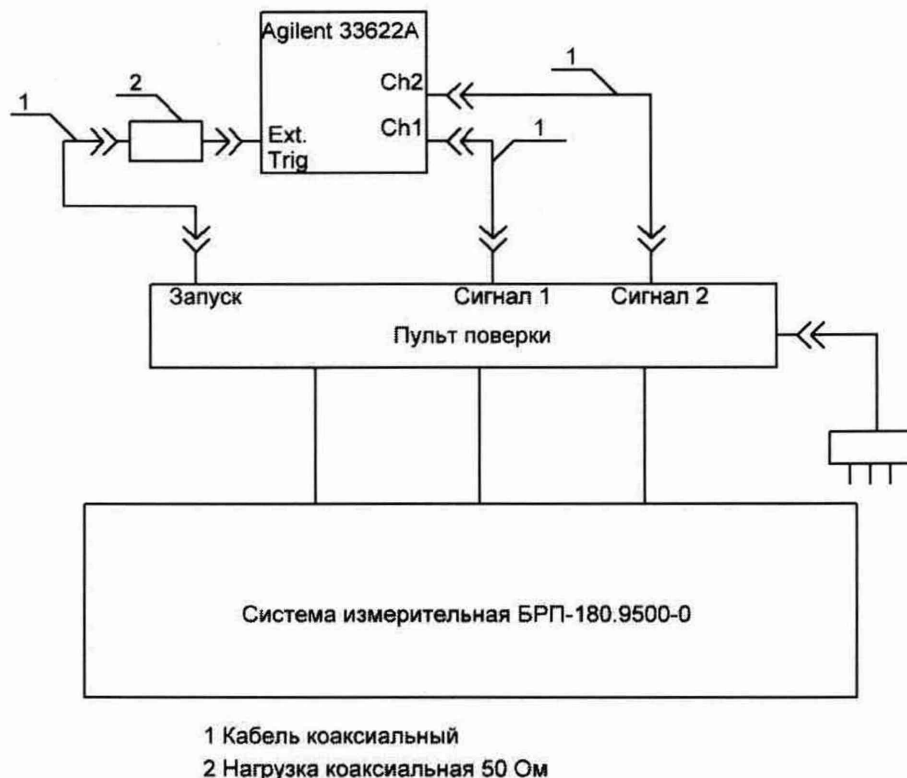 Agilent 33622A
1
2
1
Ch2
Ch1
1
Ext.
Trig
Запуск
Сигнал 1
Сигнал 2
Пульт поверки
Система измерительная БРП-180.9500-0
1 Кабель коаксиальный
2 Нагрузка коаксиальная 50 Ом